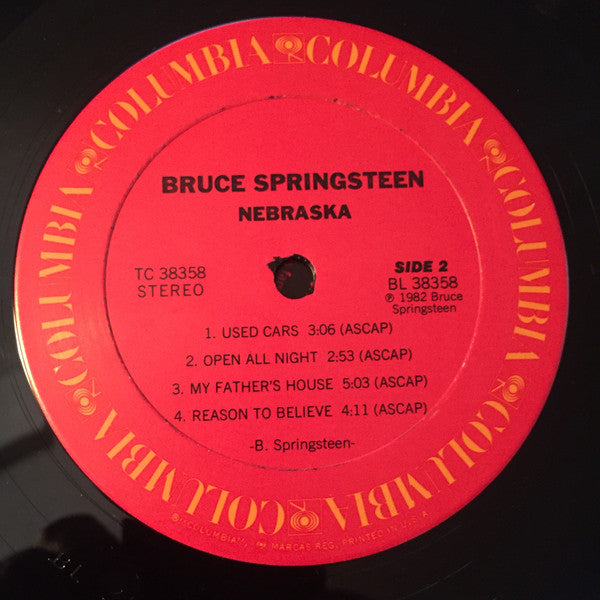 COLUMBIA COLUMBIA COLUMBIA COLUMBIA COLUMBIA COLUMBIA
BRUCE SPRINGSTEEN
NEBRASKA
TC 38358
STEREO
SIDE 2
BL 38358
℗ 1982 Bruce
Springsteen
1. USED CARS 3:06 (ASCAP)
2. OPEN ALL NIGHT 2:53 (ASCAP)
3. MY FATHER'S HOUSE 5:03 (ASCAP)
4. REASON TO BELIEVE 4:11 (ASCAP)
-B. Springsteen-
"COLUMBIA", MARCAS REG. PRINTED IN U.S.A.